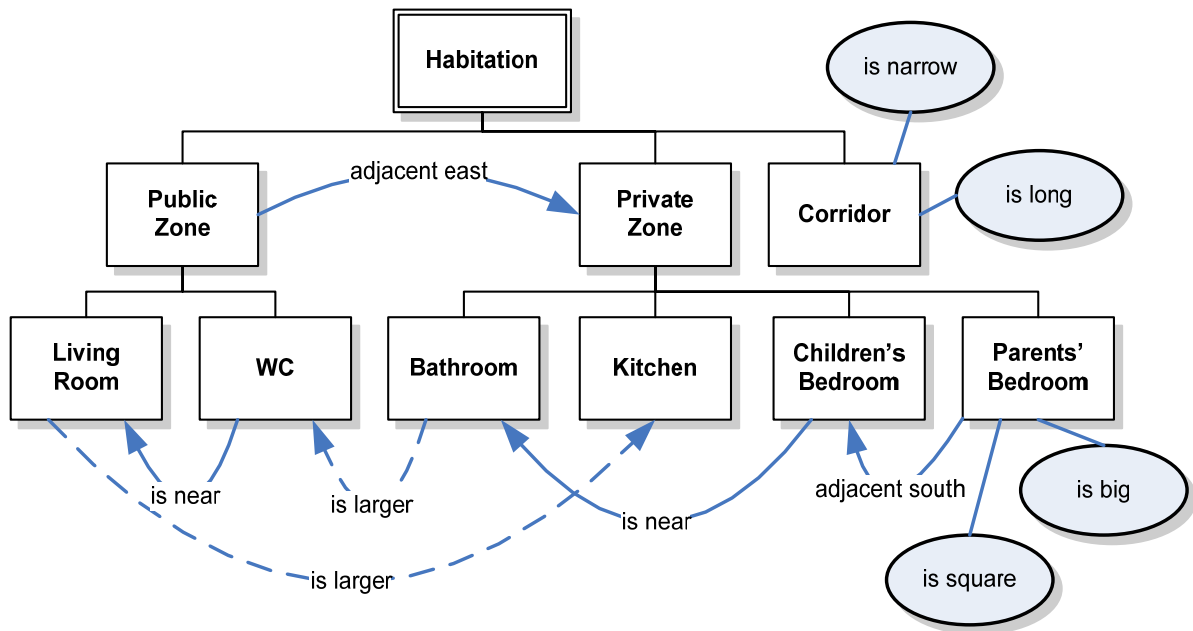 Habitation
is narrow
adjacent east
Public
Zone
Private
Zone
Corridor
is long
Living
Room
WC
Bathroom
Kitchen
Children's
Bedroom
Parents'
Bedroom
is near
is larger
is near
adjacent south
is big
is larger
is square